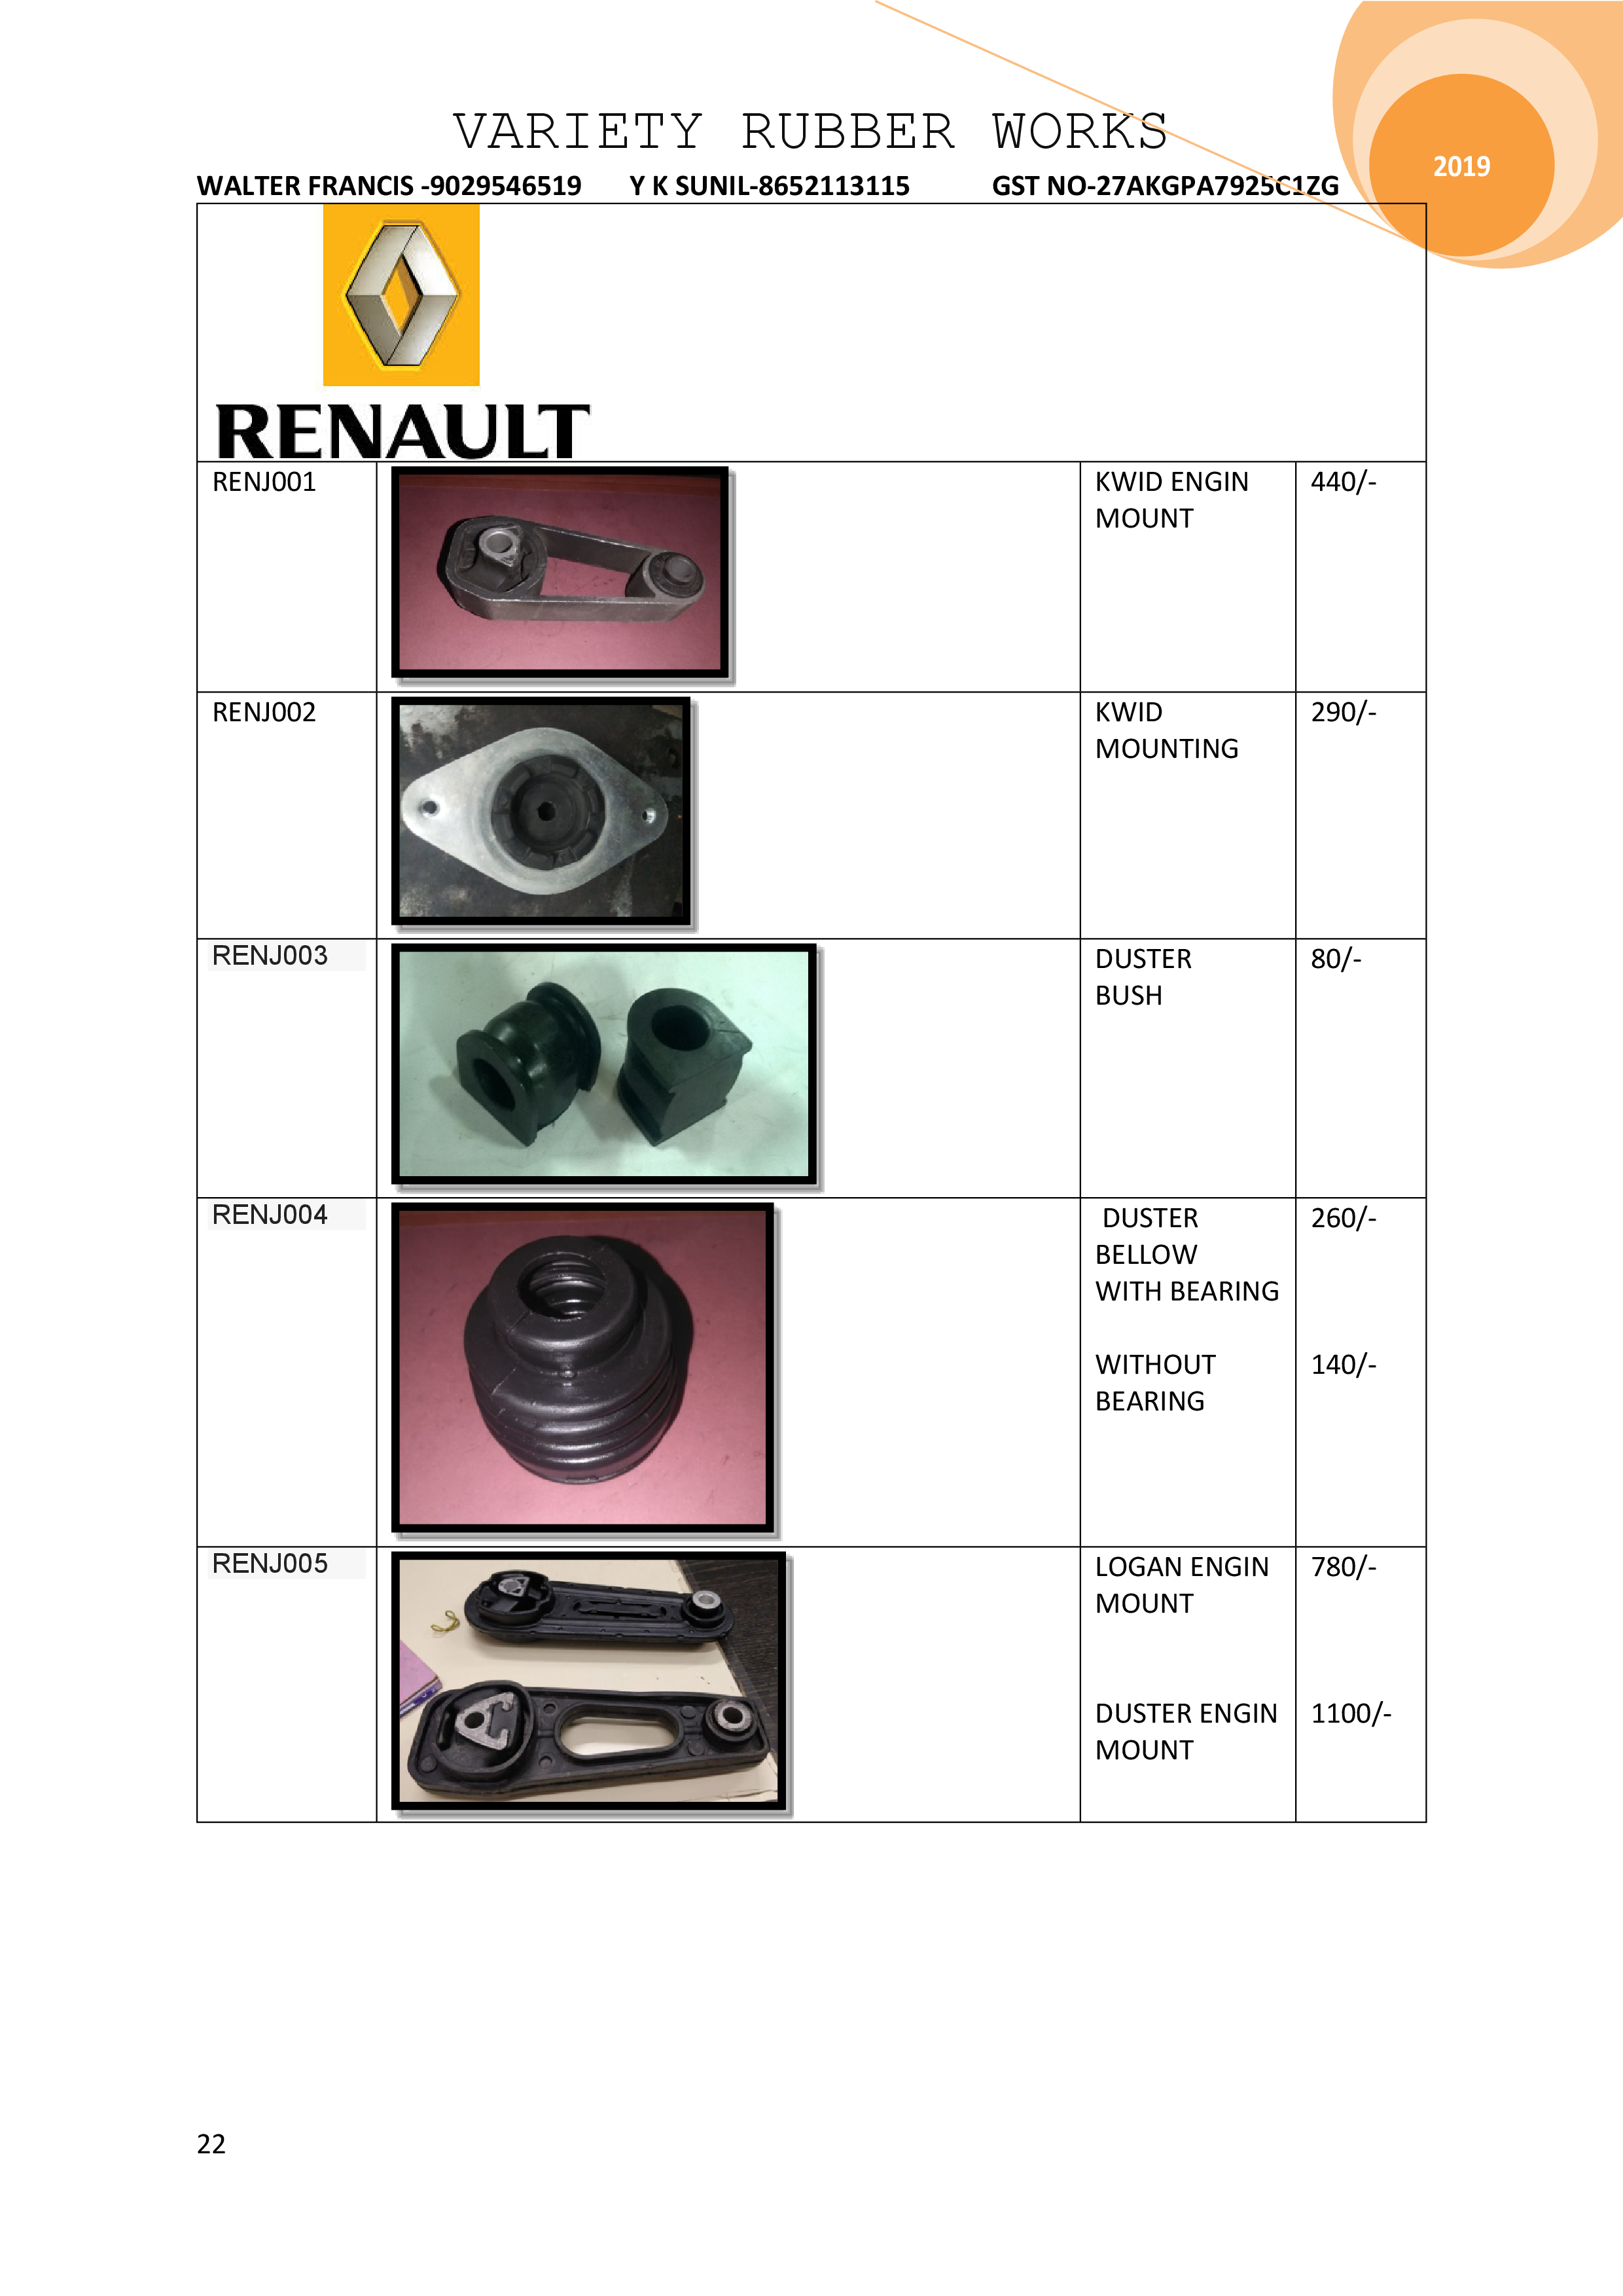 2019
VARIETY RUBBER WORKS
WALTER FRANCIS -9029546519 Y K SUNIL-8652113115 GST NO-27AKGPA7925C1ZG
RENAULT
RENJ001 KWID ENGIN 440/-
MOUNT
RENJ002 KWID 290/-
MOUNTING
RENJ003 DUSTER 80/-
BUSH
RENJ004 DUSTER 260/-
BELLOW
WITH BEARING
WITHOUT 140/-
BEARING
RENJ005 LOGAN ENGIN 780/-
MOUNT
DUSTER ENGIN 1100/-
MOUNT
22